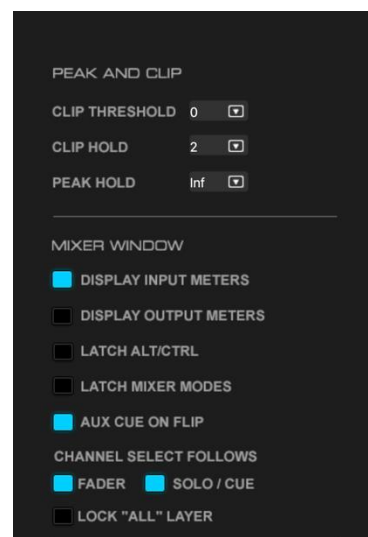 PEAK AND CLIP
CLIP THRESHOLD 0
CLIP HOLD 2
PEAK HOLD Inf
MIXER WINDOW
DISPLAY INPUT METERS
DISPLAY OUTPUT METERS
LATCH ALT/CTRL
LATCH MIXER MODES
AUX CUE ON FLIP
CHANNEL SELECT FOLLOWS
FADER SOLO / CUE
LOCK "ALL" LAYER